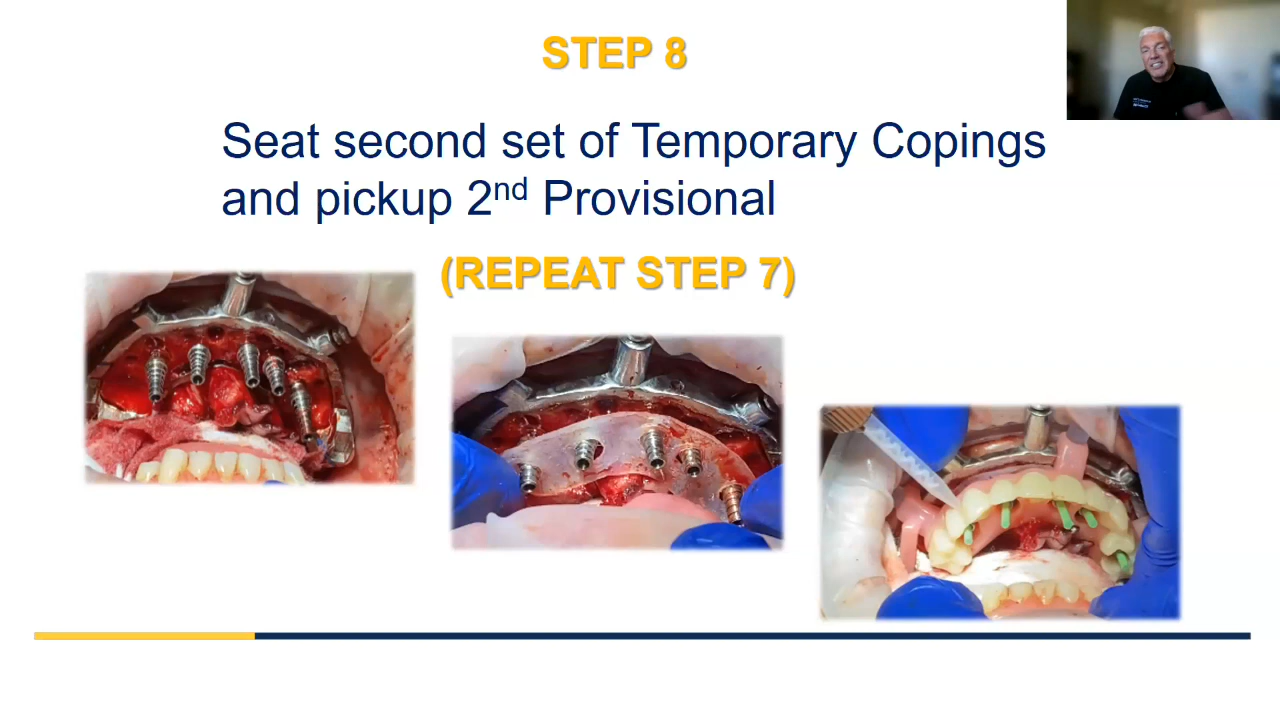 STEP 8
Seat second set of Temporary Copings
and pickup 2nd Provisional
(REPEAT STEP 7)